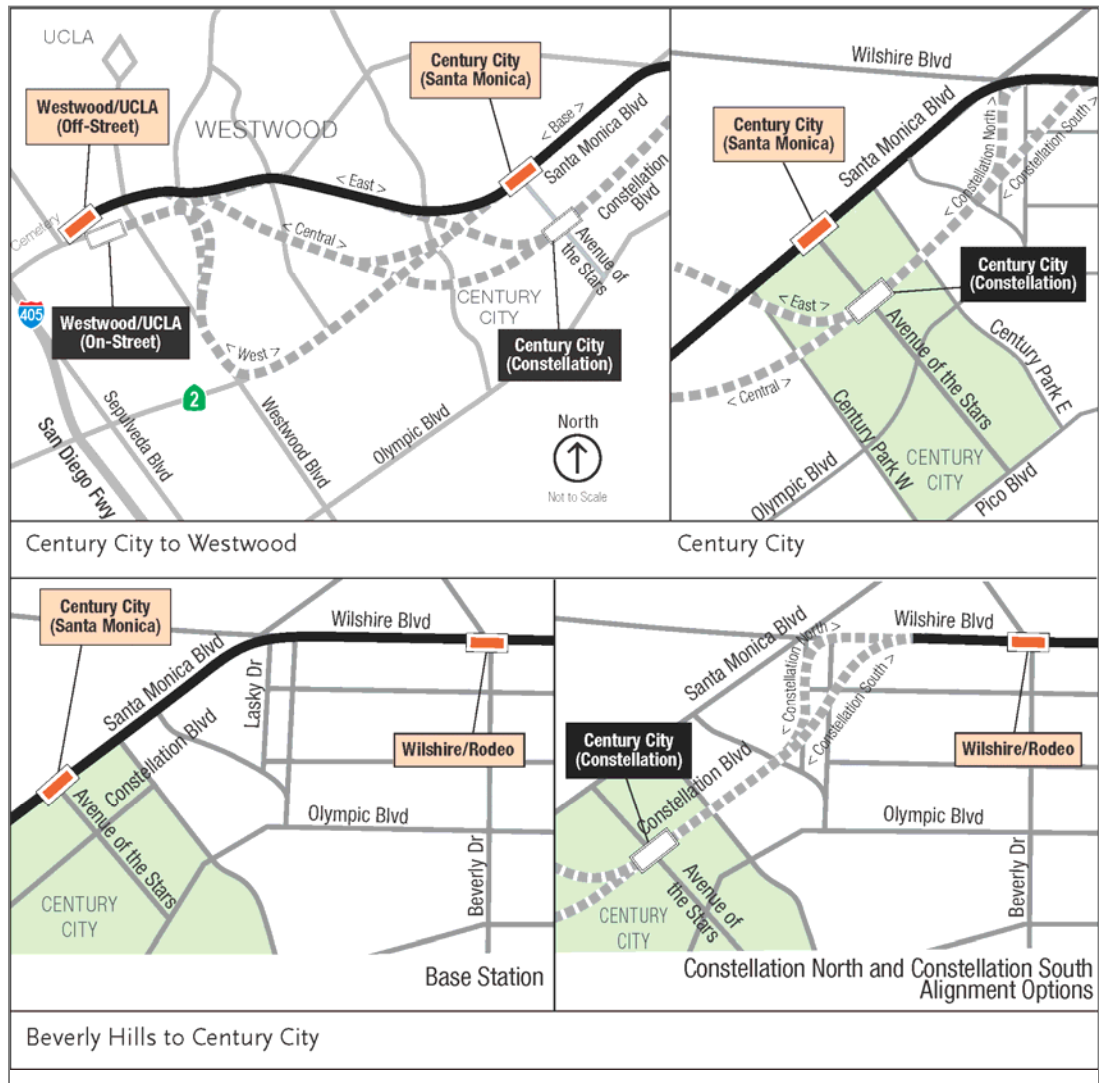 UCLA
Westwood/UCLA
(Off-Street)
WESTWOOD
Century City
(Santa Monica)
< Base >
Santa Monica Blvd
< East >
Constellation
Blvd
Cemetery
< Central >
Avenue of
the Stars
CENTURY
CITY
405
Westwood/UCLA
(On-Street)
< West >
Century City
(Constellation)
2
Sepulveda Blvd
San Diego Fwy
Westwood Blvd
Olympic Blvd
North
Not to Scale
Century City to Westwood
Wilshire Blvd
Santa Monica Blvd
< Constellation North >
< Constellation South >
Century City
(Santa Monica)
Century City
(Constellation)
< East >
< Central >
Avenue of the Stars
Century Park E
Century Park W
CENTURY
CITY
Olympic Blvd
Pico Blvd
Century City
Century City
(Santa Monica)
Wilshire Blvd
Santa Monica Blvd
Lasky Dr
Constellation Blvd
Wilshire/Rodeo
Olympic Blvd
Avenue of the Stars
Beverly Dr
CENTURY
CITY
Base Station
Wilshire Blvd
Santa Monica Blvd
< Constellation North >
< Constellation South >
Century City
(Constellation)
Constellation Blvd
Wilshire/Rodeo
Olympic Blvd
Avenue of
the Stars
Beverly Dr
CENTURY
CITY
Constellation North and Constellation South
Alignment Options
Beverly Hills to Century City